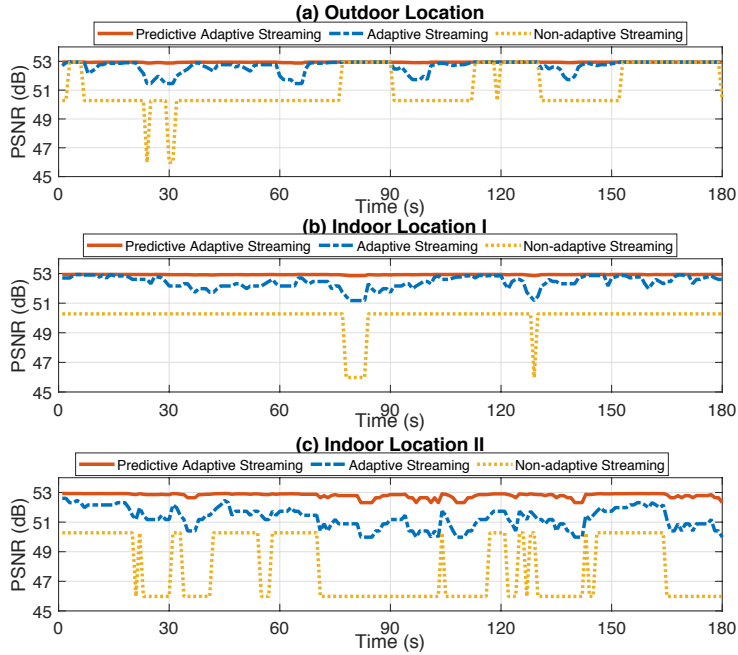 (a) Outdoor Location
Predictive Adaptive Streaming Adaptive Streaming Non-adaptive Streaming
PSNR (dB)
53
51
49
47
45
0 30 60 90 120 150 180
Time (s)
(b) Indoor Location I
Predictive Adaptive Streaming Adaptive Streaming Non-adaptive Streaming
PSNR (dB)
53
51
49
47
45
0 30 60 90 120 150 180
Time (s)
(c) Indoor Location II
Predictive Adaptive Streaming Adaptive Streaming Non-adaptive Streaming
PSNR (dB)
53
51
49
47
45
0 30 60 90 120 150 180
Time (s)